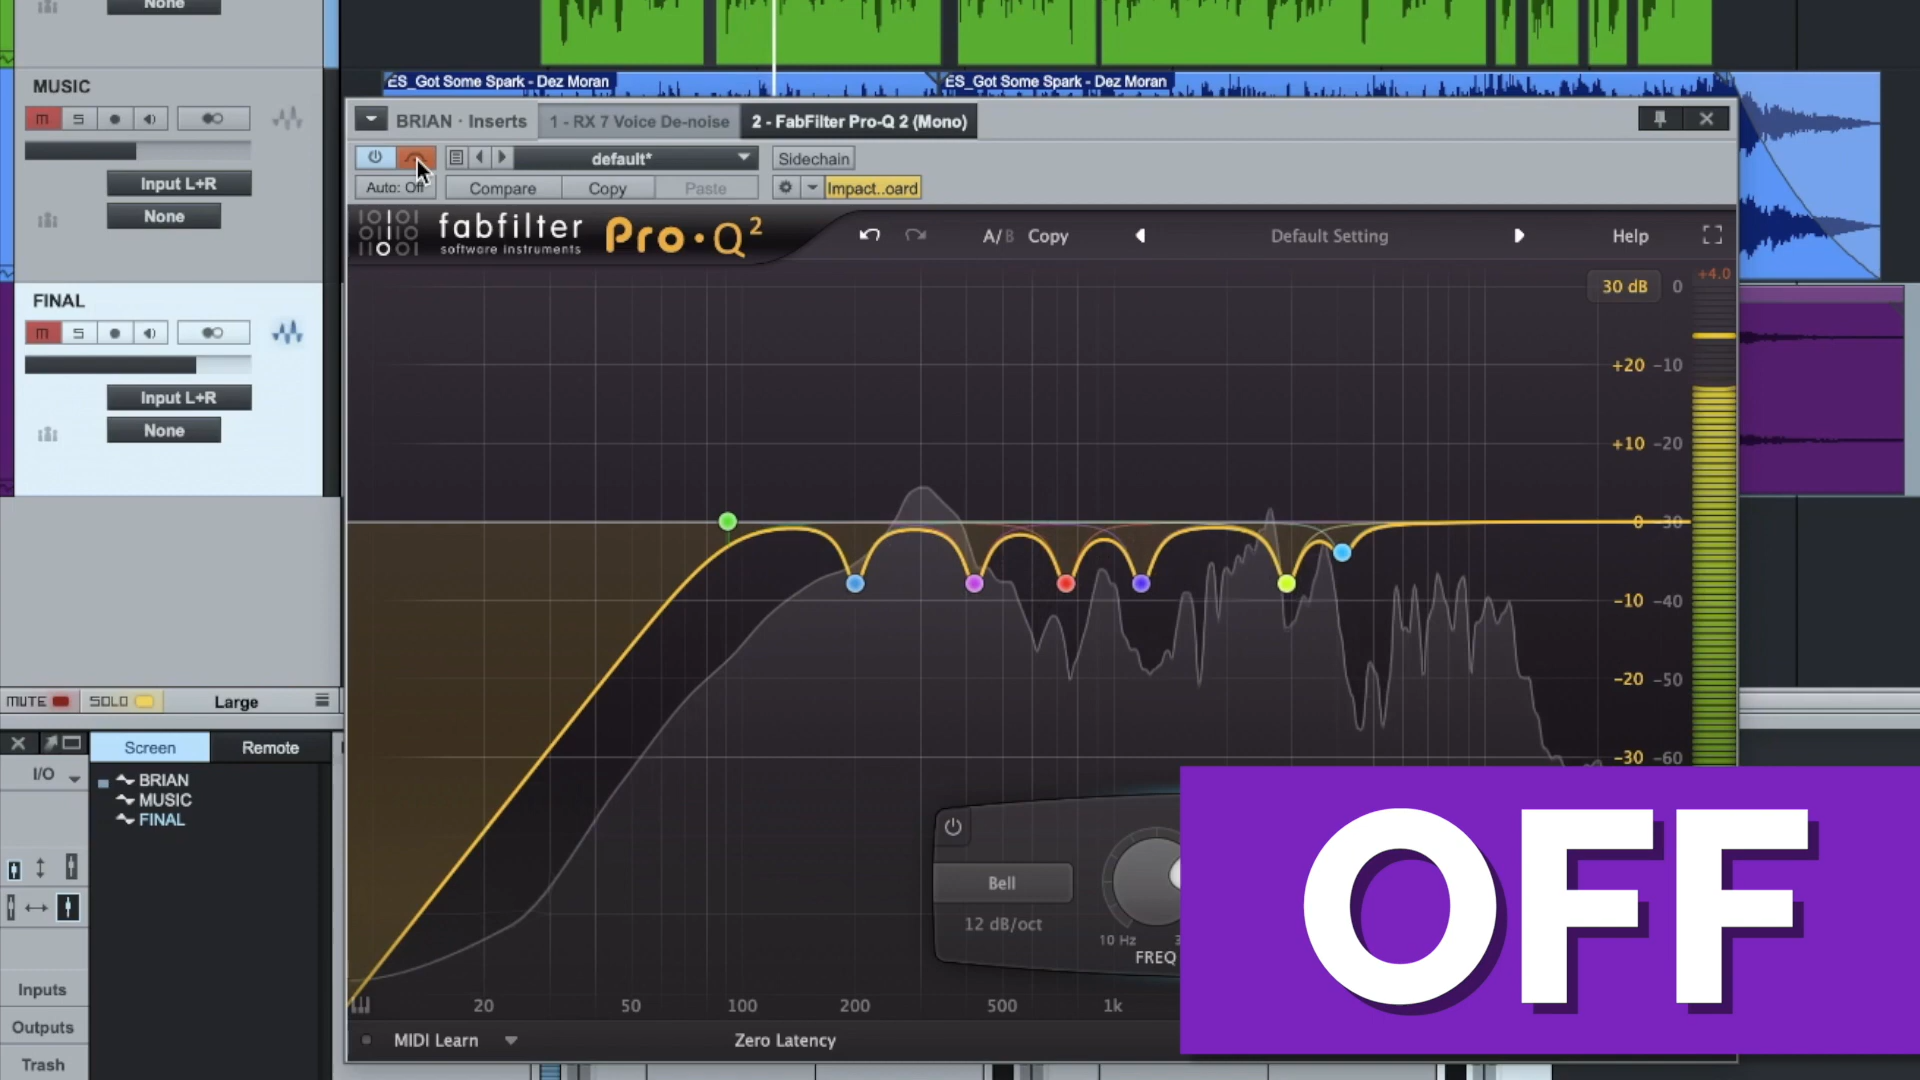 None
MUSIC
M S
Input L+R
None
FINAL
M S
Input L+R
None
MUTE SOLO Large
Screen Remote
I/O
BRIAN
MUSIC
FINAL
Inputs
Outputs
Trash
ES_Got Some Spark - Dez Moran ES_Got Some Spark - Dez Moran
BRIAN · Inserts 1 - RX 7 Voice De-noise 2 - FabFilter Pro-Q 2 (Mono)
default* Sidechain
Auto: Off Compare Copy Paste Impact..oard
fabfilter
software instruments
Pro·Q2
A/B Copy Default Setting Help
+4.0
30 dB 0
+20 -10
+10 -20
0 -30
-10 -40
-20 -50
-30 -60
Bell
12 dB/oct
10 Hz
FREQ
20 50 100 200 500 1k
MIDI Learn Zero Latency
OFF